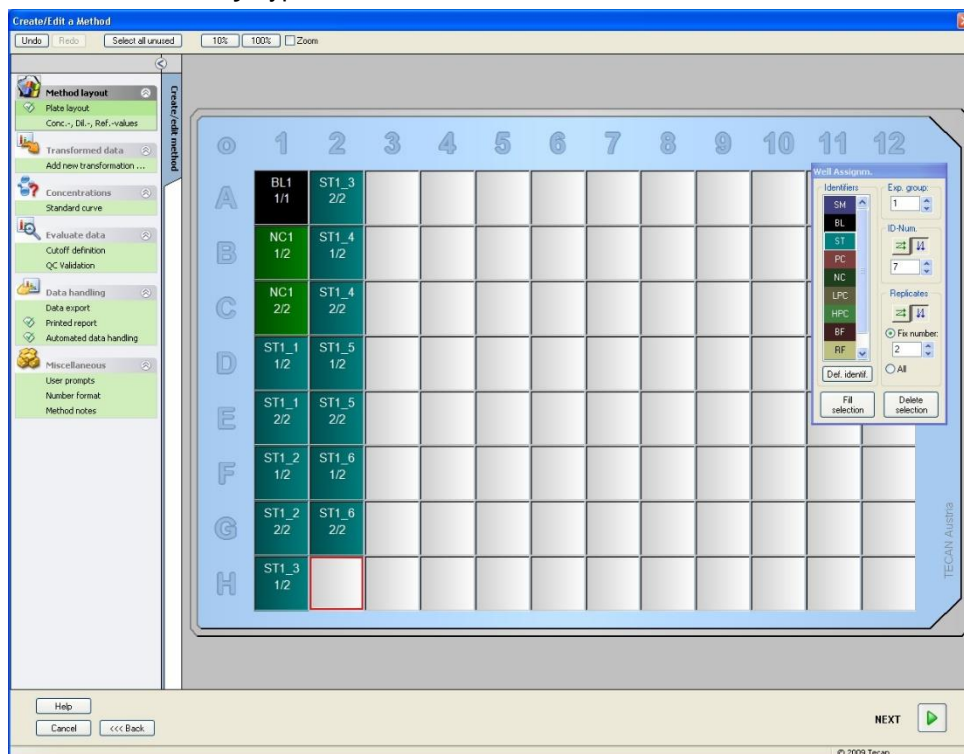 Create/Edit a Method
Undo Redo Select all unused 10% 100% Zoom
Create/edit method
Method layout
Plate layout
Conc.-, Dil.-, Ref.-values
Transformed data
Add new transformation ...
Concentrations
Standard curve
Evaluate data
Cutoff definition
QC Validation
Data handling
Data export
Printed report
Automated data handling
Miscellaneous
User prompts
Number format
Method notes
o 1 2 3 4 5 6 7 8 9 10 11 12
A
BL1
1/1
ST1_3
2/2
B
NC1
1/2
ST1_4
1/2
C
NC1
2/2
ST1_4
2/2
D
ST1_1
1/2
ST1_5
1/2
E
ST1_1
2/2
ST1_5
2/2
F
ST1_2
1/2
ST1_6
1/2
G
ST1_2
2/2
ST1_6
2/2
H
ST1_3
1/2
Well Assignm.
Identifiers
SM
BL
ST
PC
NC
LPC
HPC
BF
RF
Def. identif.
Exp. group:
1
ID-Num.
7
Replicates
Fix number:
2
All
Fill
selection
Delete
selection
TECAN Austria
Help
Cancel <<< Back
NEXT
© 2009 Tecan